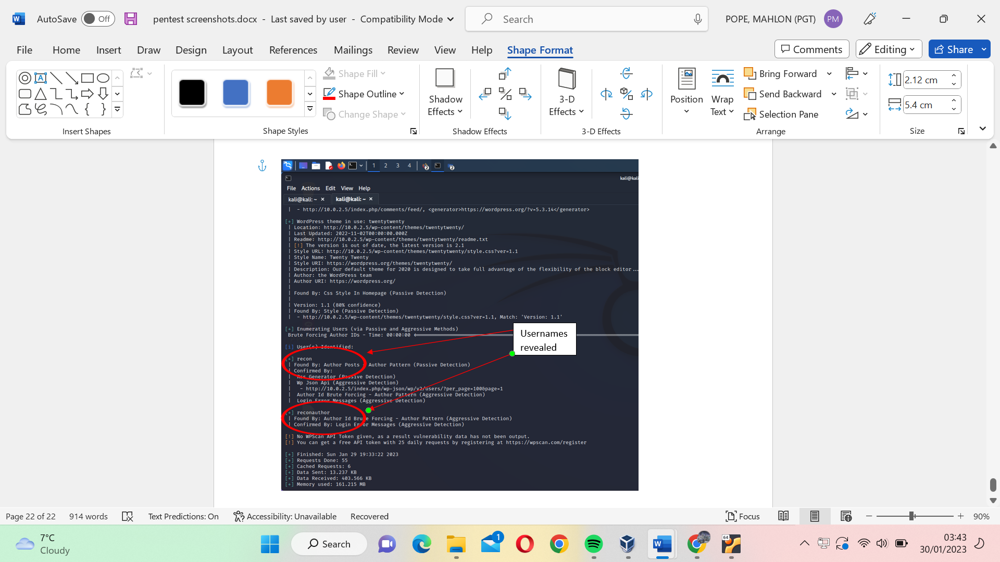 AutoSave Off pentest screenshots.docx - Last saved by user - Compatibility Mode Search POPE, MAHLON (PGT) PM
File Home Insert Draw Design Layout References Mailings Review View Help Shape Format Comments Editing Share
Shape Fill
Shape Outline
Change Shape
Shadow Effects
3-D Effects
Position
Wrap Text
Bring Forward
Send Backward
Selection Pane
2.12 cm
5.4 cm
Insert Shapes Shape Styles Shadow Effects 3-D Effects Arrange Size
1 2 3 4 2 2
kali@kali
File Actions Edit View Help
kali@kali: ~ × kali@kali: ~ ×
| - http://10.0.2.5/index.php/comments/feed/, <generator>https://wordpress.org/?v=5.3.14</generator>
[+] WordPress theme in use: twentytwenty
| Location: http://10.0.2.5/wp-content/themes/twentytwenty/
| Last Updated: 2022-11-02T00:00:00.000Z
| Readme: http://10.0.2.5/wp-content/themes/twentytwenty/readme.txt
| [!] The version is out of date, the latest version is 2.1
| Style URL: http://10.0.2.5/wp-content/themes/twentytwenty/style.css?ver=1.1
| Style Name: Twenty Twenty
| Style URI: https://wordpress.org/themes/twentytwenty/
| Description: Our default theme for 2020 is designed to take full advantage of the flexibility of the block editor...
| Author: the WordPress team
| Author URI: https://wordpress.org/
|
| Found By: Css Style In Homepage (Passive Detection)
|
| Version: 1.1 (80% confidence)
| Found By: Style (Passive Detection)
| - http://10.0.2.5/wp-content/themes/twentytwenty/style.css?ver=1.1, Match: 'Version: 1.1'
[+] Enumerating Users (via Passive and Aggressive Methods)
Brute Forcing Author IDs - Time: 00:00:00
Usernames
revealed
[i] User(s) Identified:
[+] recon
| Found By: Author Posts - Author Pattern (Passive Detection)
| Confirmed By:
| Rss Generator (Passive Detection)
| Wp Json Api (Aggressive Detection)
| - http://10.0.2.5/index.php/wp-json/wp/v2/users/?per_page=100&page=1
| Author Id Brute Forcing - Author Pattern (Aggressive Detection)
| Login Error Messages (Aggressive Detection)
[+] reconauthor
| Found By: Author Id Brute Forcing - Author Pattern (Aggressive Detection)
| Confirmed By: Login Error Messages (Aggressive Detection)
[!] No WPScan API Token given, as a result vulnerability data has not been output.
[!] You can get a free API token with 25 daily requests by registering at https://wpscan.com/register
[+] Finished: Sun Jan 29 19:33:22 2023
[+] Requests Done: 55
[+] Cached Requests: 6
[+] Data Sent: 13.237 KB
[+] Data Received: 403.566 KB
[+] Memory used: 161.215 MB
Page 22 of 22 914 words Text Predictions: On Accessibility: Unavailable Recovered Focus 90%
7°C
Cloudy
Search
1
64
03:43
30/01/2023